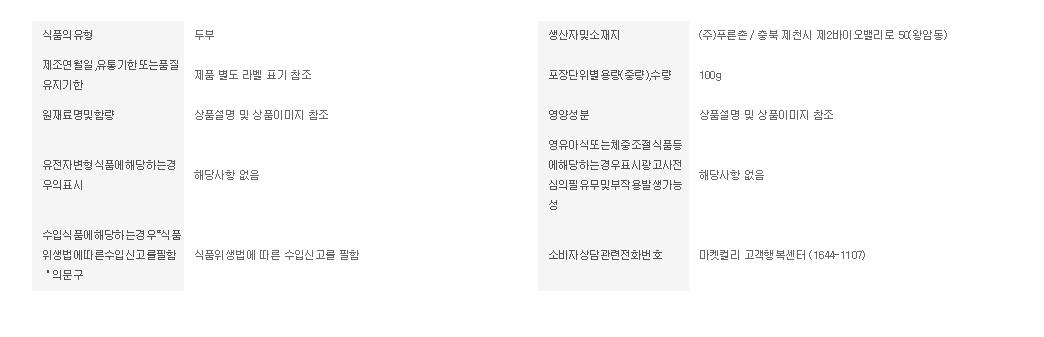 식품의 유형
두부
생산자 및 소재지
(주)푸른촌 / 충북 제천시 제2바이오밸리로 50(왕암동)
제조연월일, 유통기한 또는 품질
유지기한
제품 별도 라벨 표기 참조
포장단위별 용량(중량), 수량
100g
원재료명 및 함량
상품설명 및 상품이미지 참조
영양성분
상품설명 및 상품이미지 참조
유전자변형식품에 해당하는 경
우의 표시
해당사항 없음
영유아식 또는 체중조절식품 등
에 해당하는 경우 표시광고사전
심의필 유무 및 부작용 발생 가능
성
해당사항 없음
수입식품에 해당하는 경우 "식품
위생법에 따른 수입신고를 필함
" 의 문구
식품위생법에 따른 수입신고를 필함
소비자상담 관련 전화번호
마켓컬리 고객행복센터 (1644-1107)